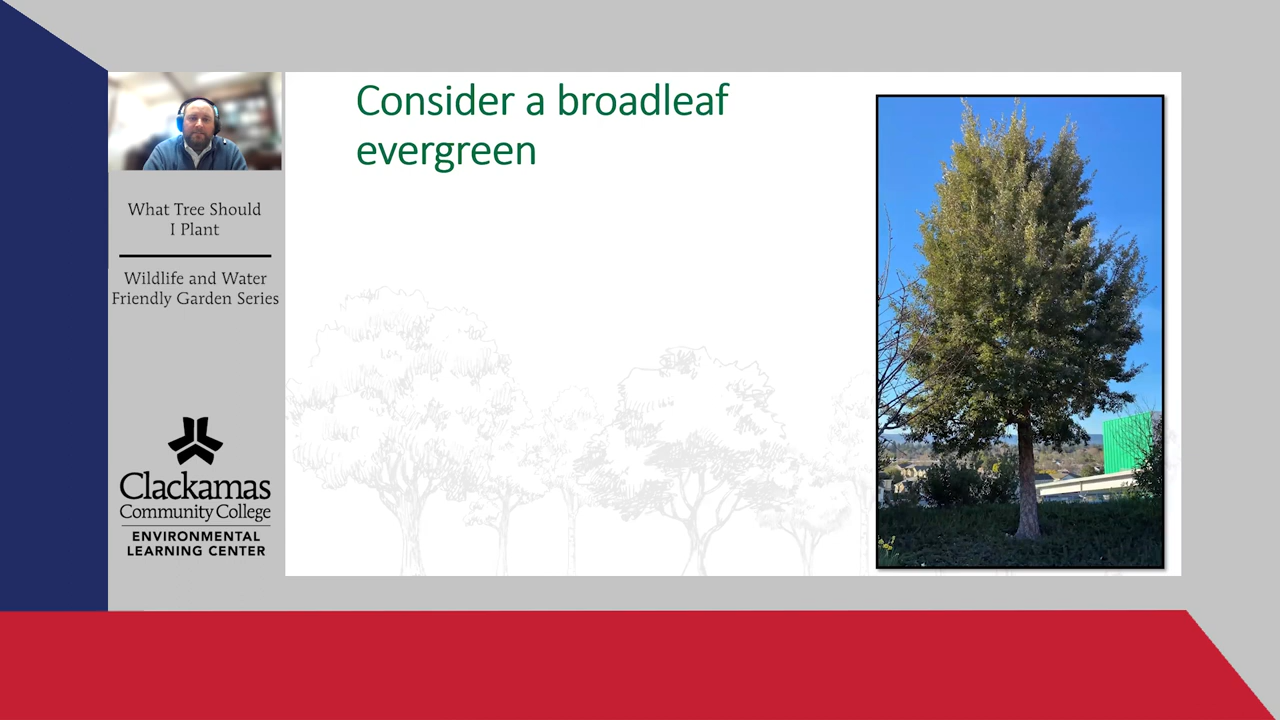 Consider a broadleaf
evergreen
What Tree Should
I Plant
Wildlife and Water
Friendly Garden Series
Clackamas
Community College
ENVIRONMENTAL
LEARNING CENTER